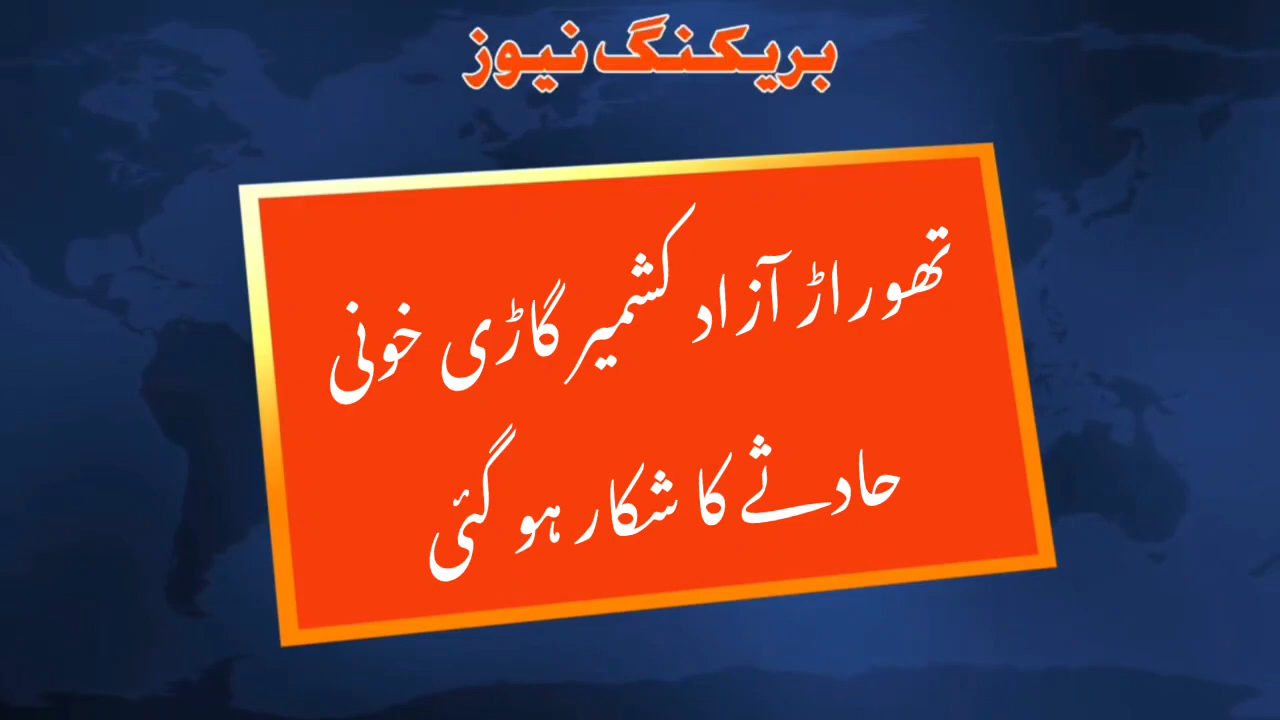 بریکنگ نیوز
تھوراڑ آزاد کشمیر گاڑی خونی
حادثے کا شکار ہو گئی